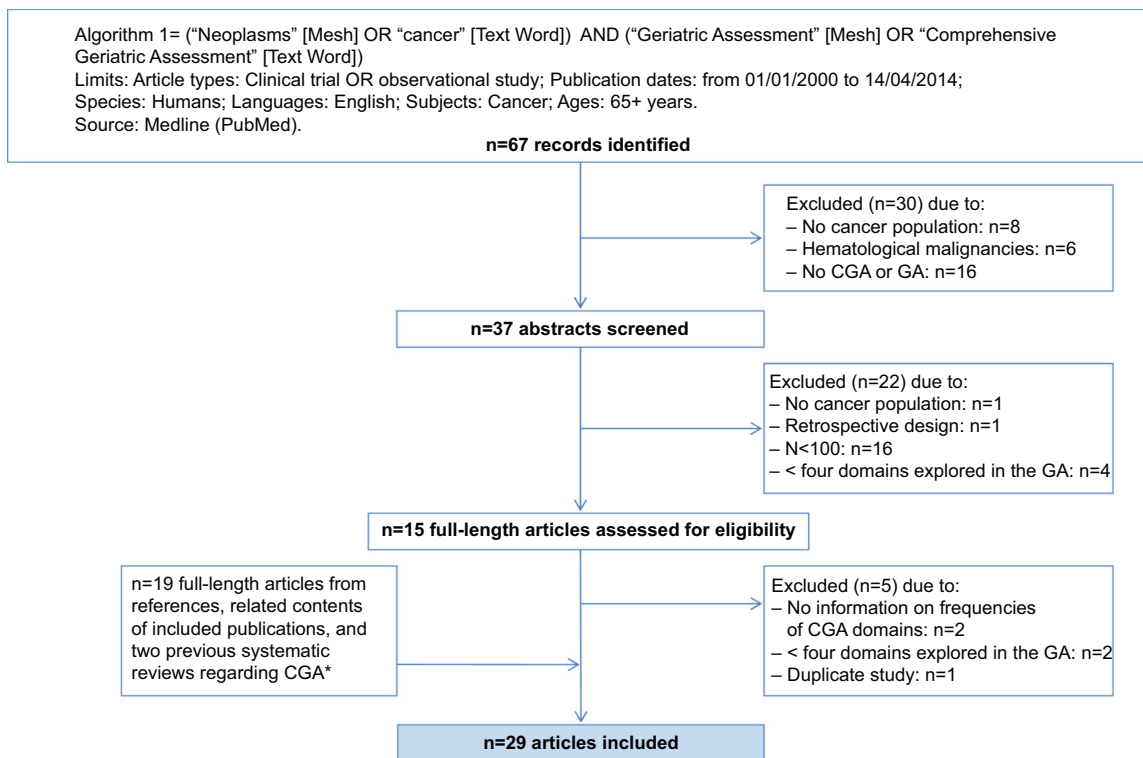 Algorithm 1= (“Neoplasms” [Mesh] OR “cancer” [Text Word]) AND (“Geriatric Assessment” [Mesh] OR “Comprehensive
Geriatric Assessment” [Text Word])
Limits: Article types: Clinical trial OR observational study; Publication dates: from 01/01/2000 to 14/04/2014;
Species: Humans; Languages: English; Subjects: Cancer; Ages: 65+ years.
Source: Medline (PubMed).
n=67 records identified
Excluded (n=30) due to:
– No cancer population: n=8
– Hematological malignancies: n=6
– No CGA or GA: n=16
n=37 abstracts screened
Excluded (n=22) due to:
– No cancer population: n=1
– Retrospective design: n=1
– N<100: n=16
– < four domains explored in the GA: n=4
n=15 full-length articles assessed for eligibility
n=19 full-length articles from
references, related contents
of included publications, and
two previous systematic
reviews regarding CGA*
Excluded (n=5) due to:
– No information on frequencies
of CGA domains: n=2
– < four domains explored in the GA: n=2
– Duplicate study: n=1
n=29 articles included